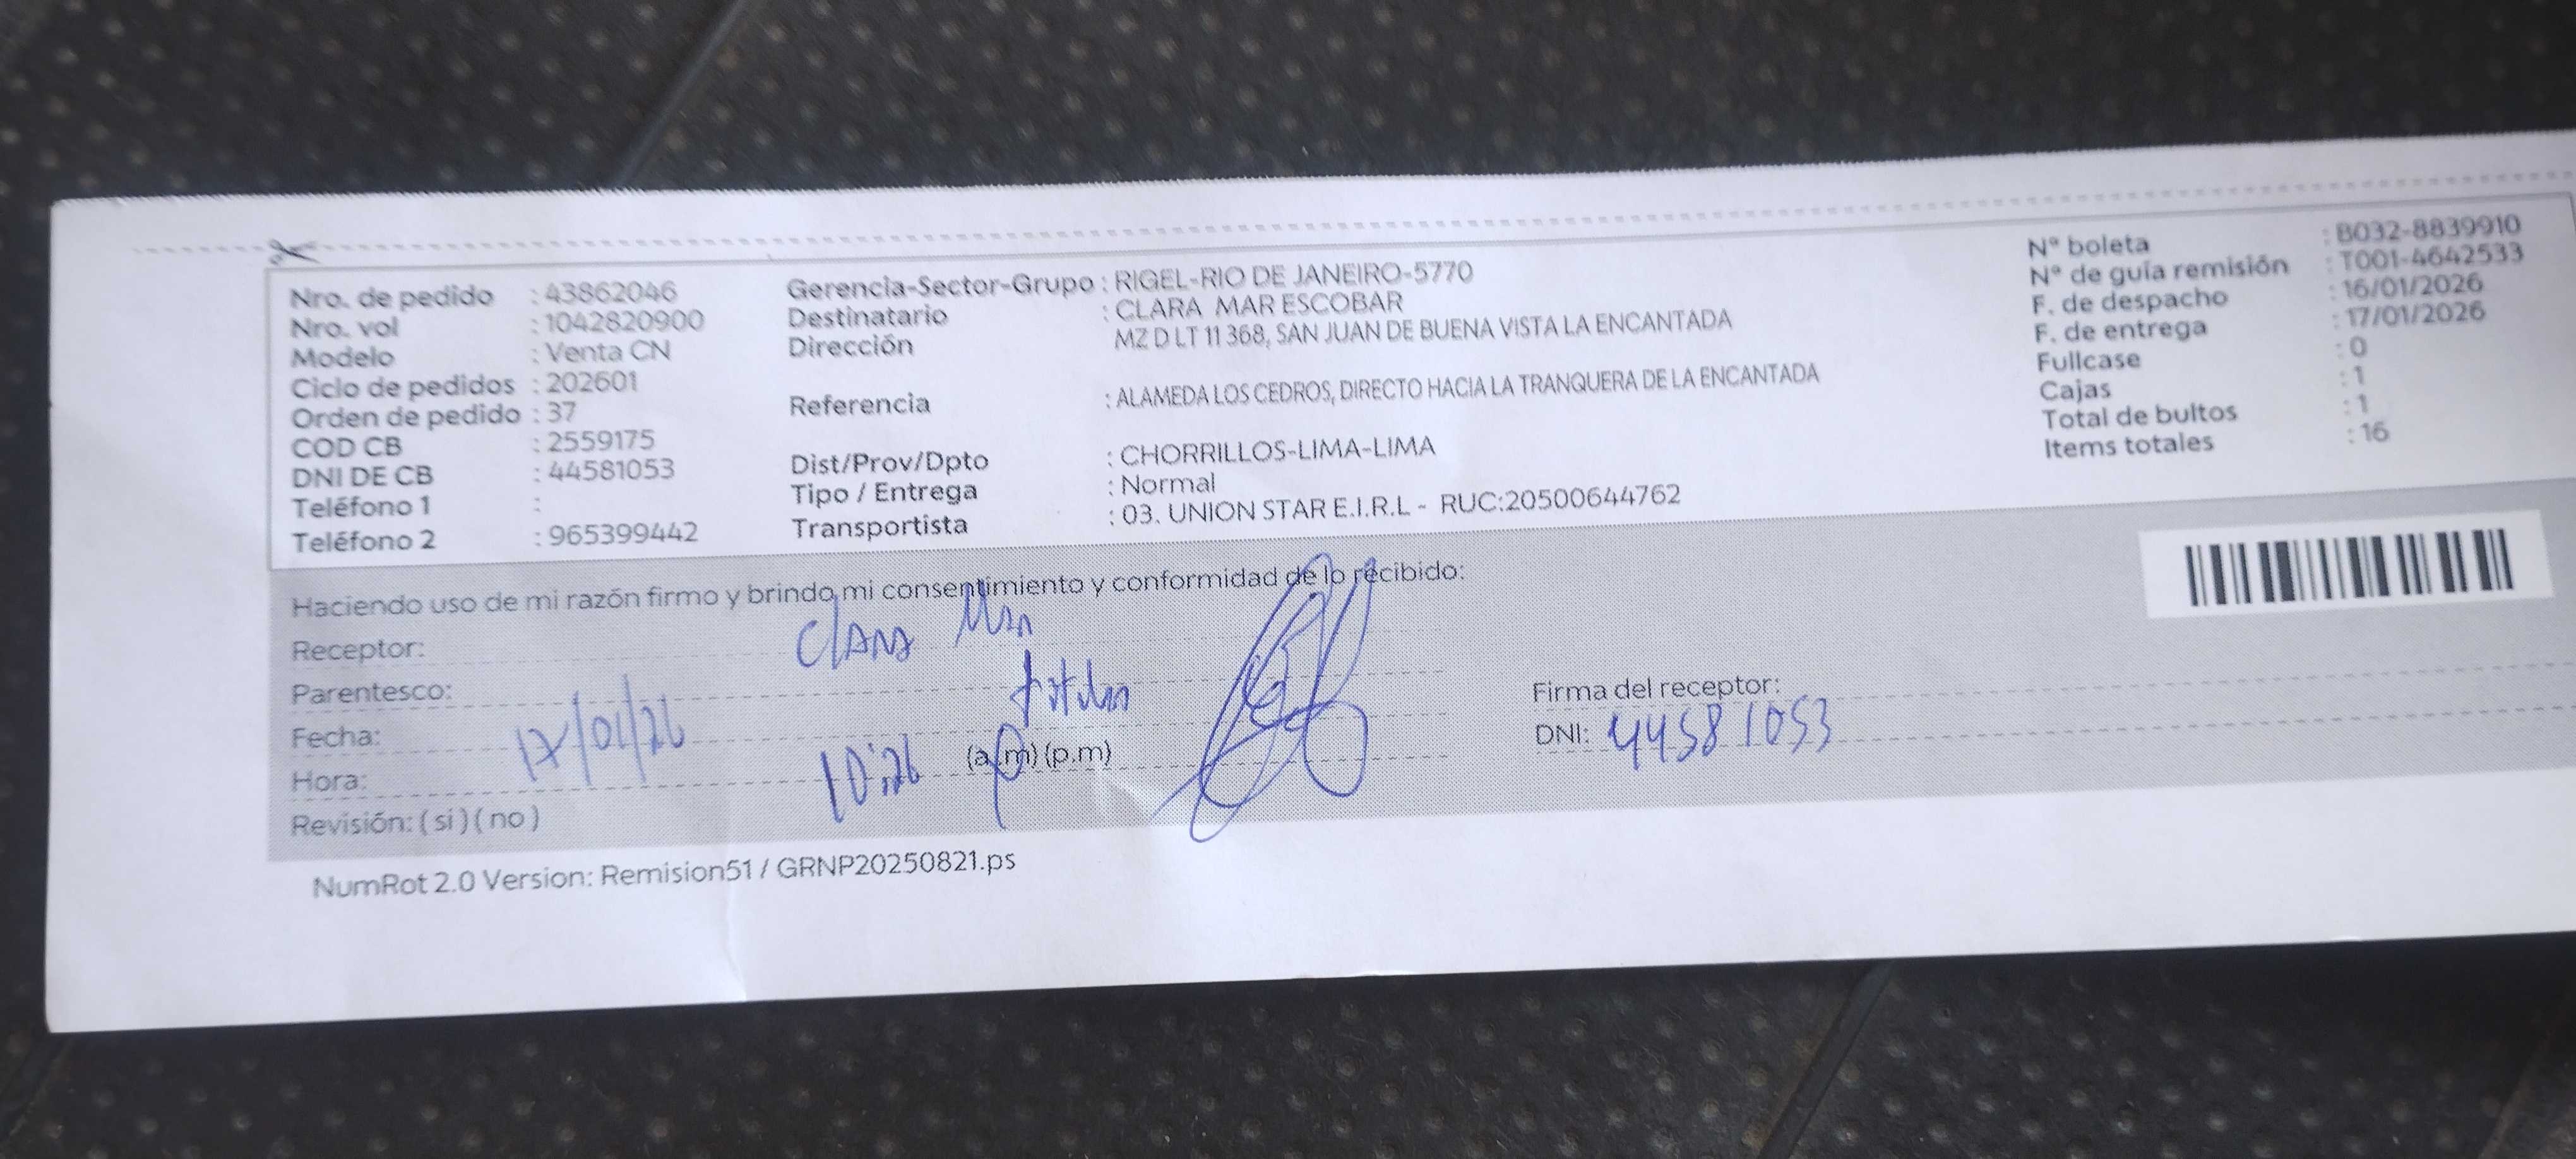 Nro. de pedido : 43862046
Nro. vol : 1042820900
Modelo : Venta CN
Ciclo de pedidos : 202601
Orden de pedido : 37
COD CB : 2559175
DNI DE CB : 44581053
Teléfono 1 :
Teléfono 2 : 965399442
Gerencia-Sector-Grupo : RIGEL-RIO DE JANEIRO-5770
Destinatario : CLARA MAR ESCOBAR
Dirección MZ D LT 11 368, SAN JUAN DE BUENA VISTA LA ENCANTADA
Referencia : ALAMEDA LOS CEDROS, DIRECTO HACIA LA TRANQUERA DE LA ENCANTADA
Dist/Prov/Dpto : CHORRILLOS-LIMA-LIMA
Tipo / Entrega : Normal
Transportista : 03. UNION STAR E.I.R.L - RUC:20500644762
Nº boleta : B032-8839910
Nº de guía remisión : T001-4642533
F. de despacho : 16/01/2026
F. de entrega : 17/01/2026
Fullcase : 0
Cajas : 1
Total de bultos : 1
Items totales : 16
Haciendo uso de mi razón firmo y brindo mi consentimiento y conformidad de lo recibido:
Receptor: Clara Mar
Parentesco: titular
Fecha: 17/01/26
Hora: 10:26 (a.m) (p.m)
Revisión: ( si ) ( no )
Firma del receptor:
DNI: 44581053
NumRot 2.0 Version: Remision51 / GRNP20250821.ps